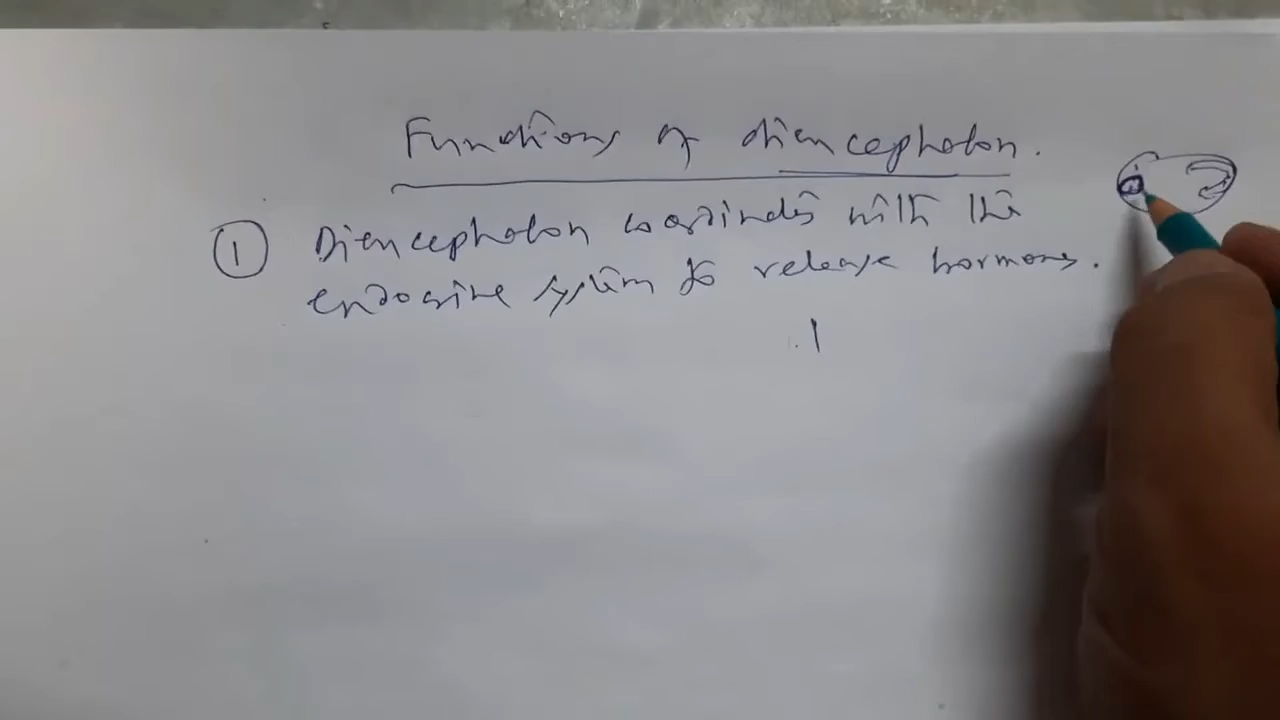 Functions of diencephalon.
① Diencephalon coordinates with the
endocrine system to release hormones.